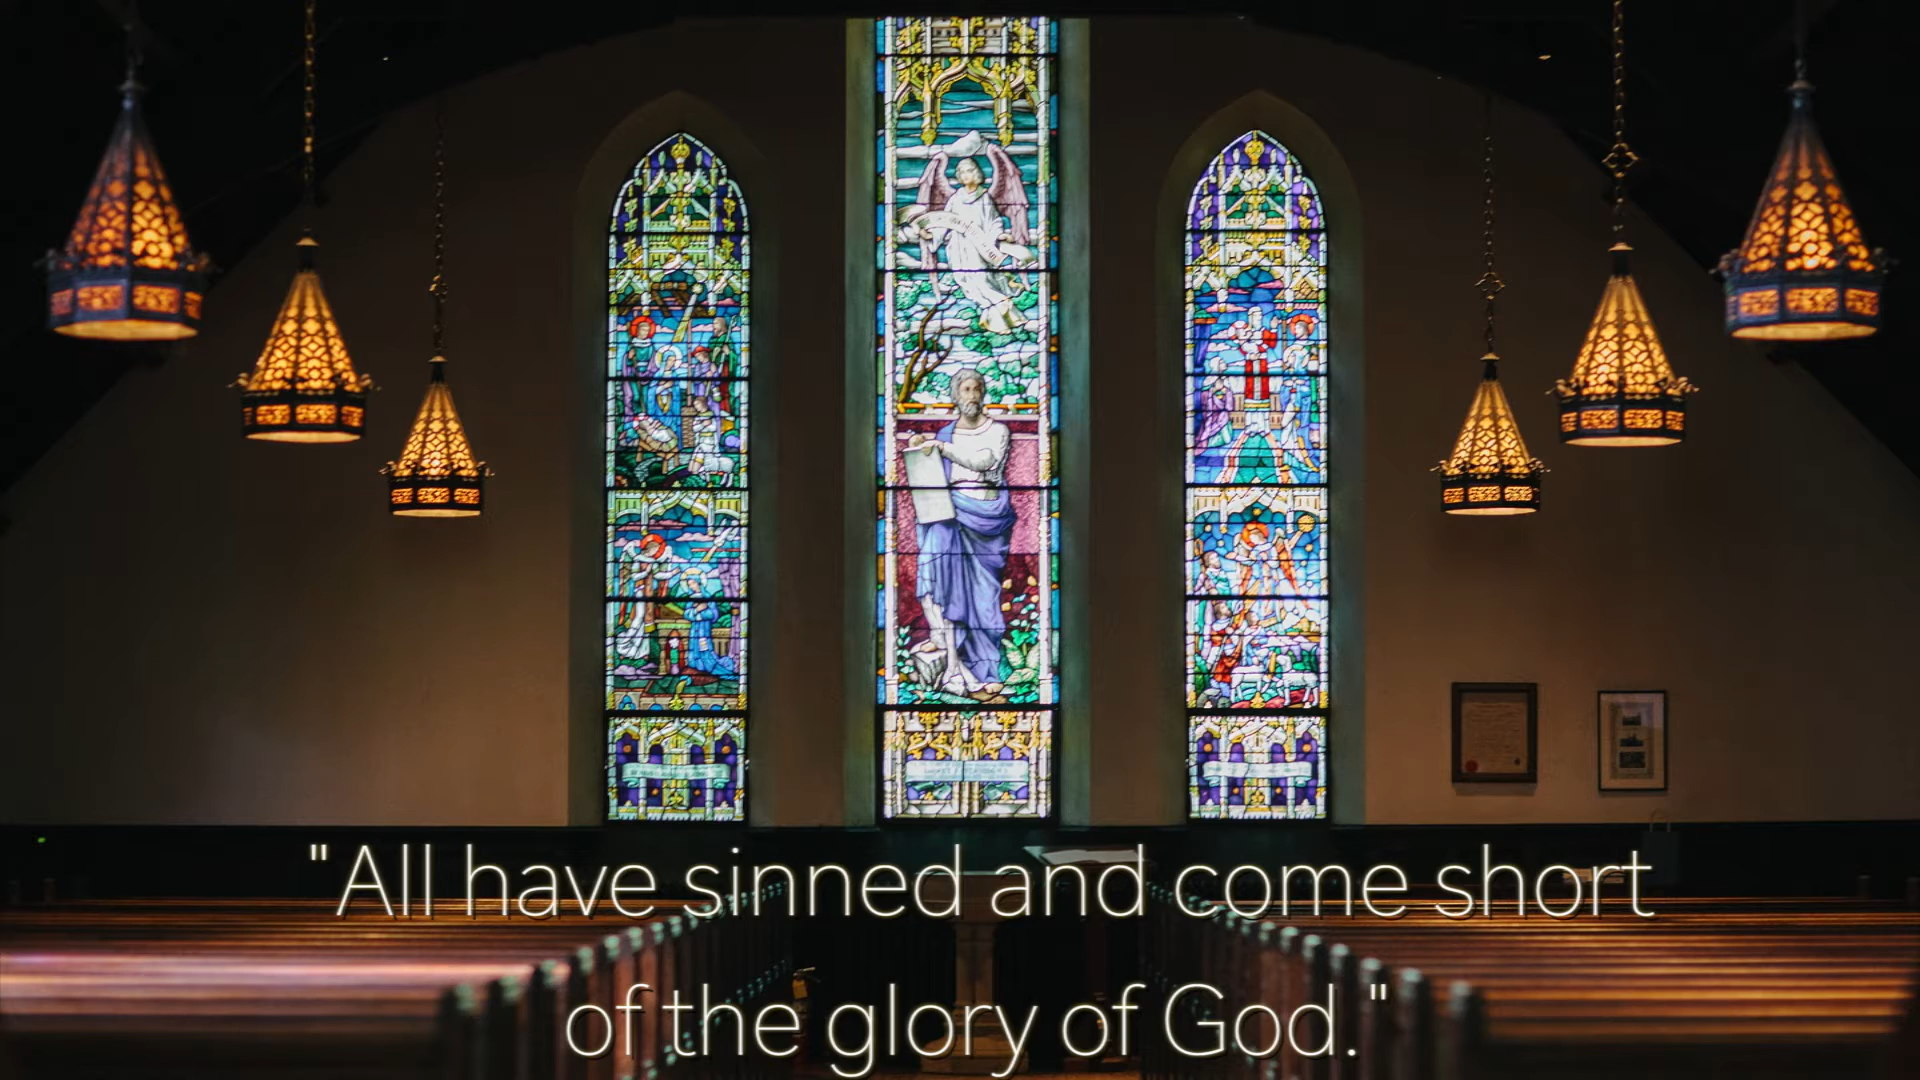 "All have sinned and come short
of the glory of God."